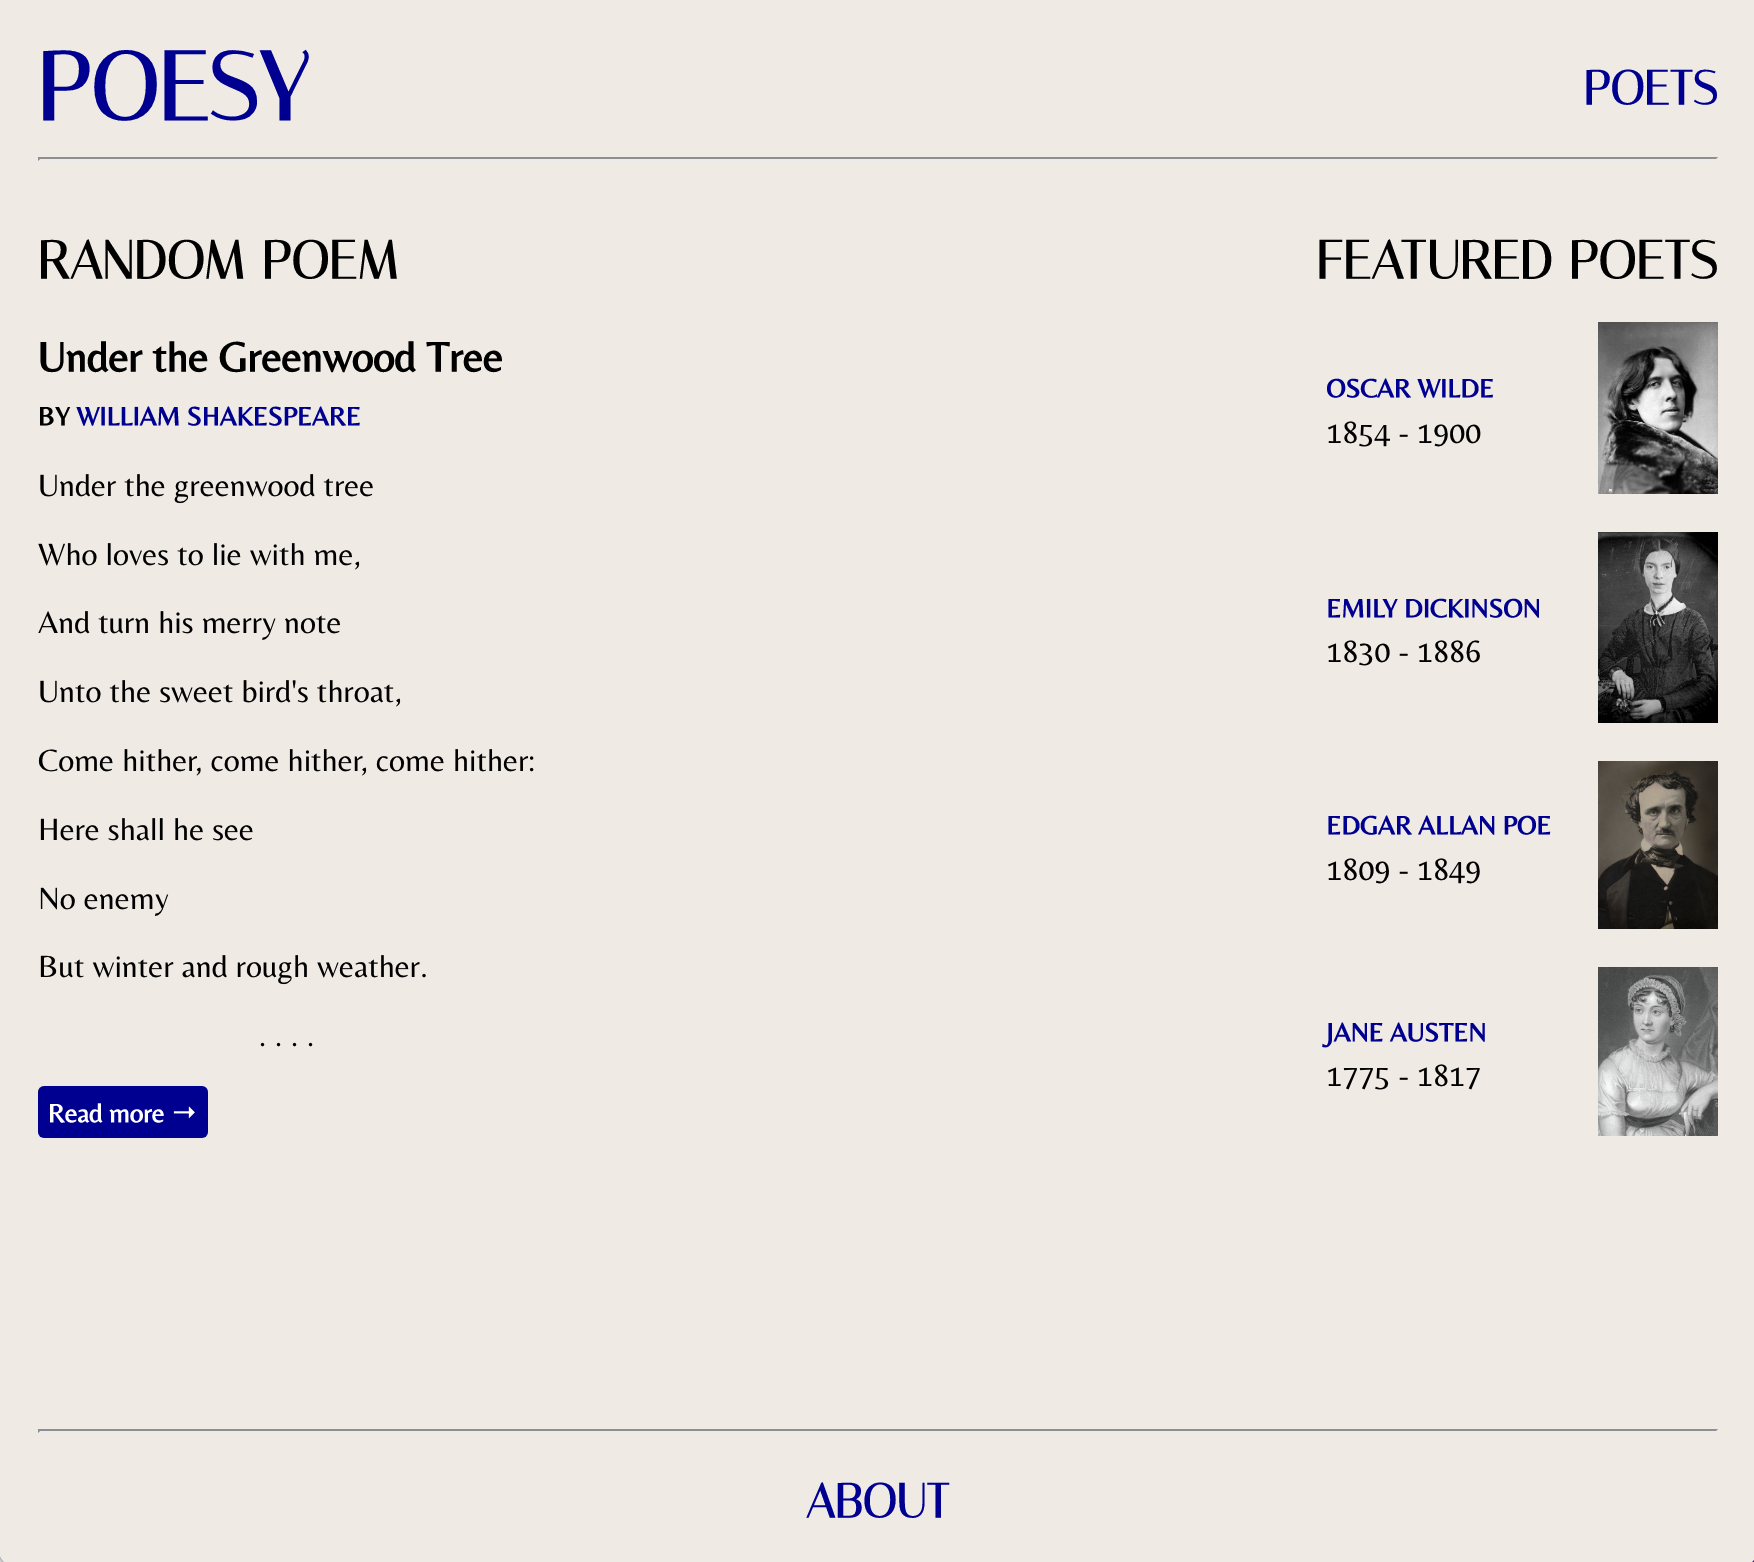 POESY
POETS
RANDOM POEM
Under the Greenwood Tree
BY WILLIAM SHAKESPEARE
Under the greenwood tree
Who loves to lie with me,
And turn his merry note
Unto the sweet bird's throat,
Come hither, come hither, come hither:
Here shall he see
No enemy
But winter and rough weather.
. . . .
Read more →
FEATURED POETS
OSCAR WILDE
1854 - 1900
EMILY DICKINSON
1830 - 1886
EDGAR ALLAN POE
1809 - 1849
JANE AUSTEN
1775 - 1817
ABOUT